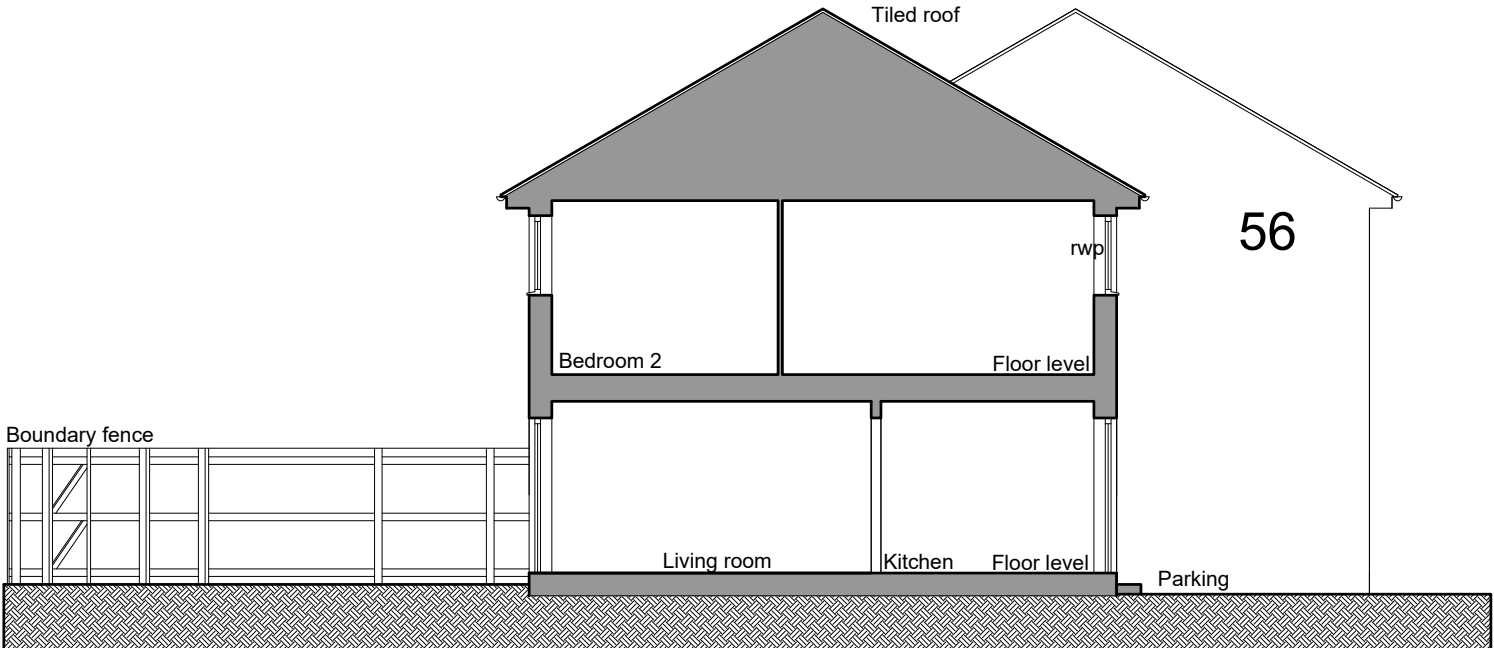 Tiled roof
56
rwp
Bedroom 2
Floor level
Boundary fence
Living room
Kitchen
Floor level
Parking